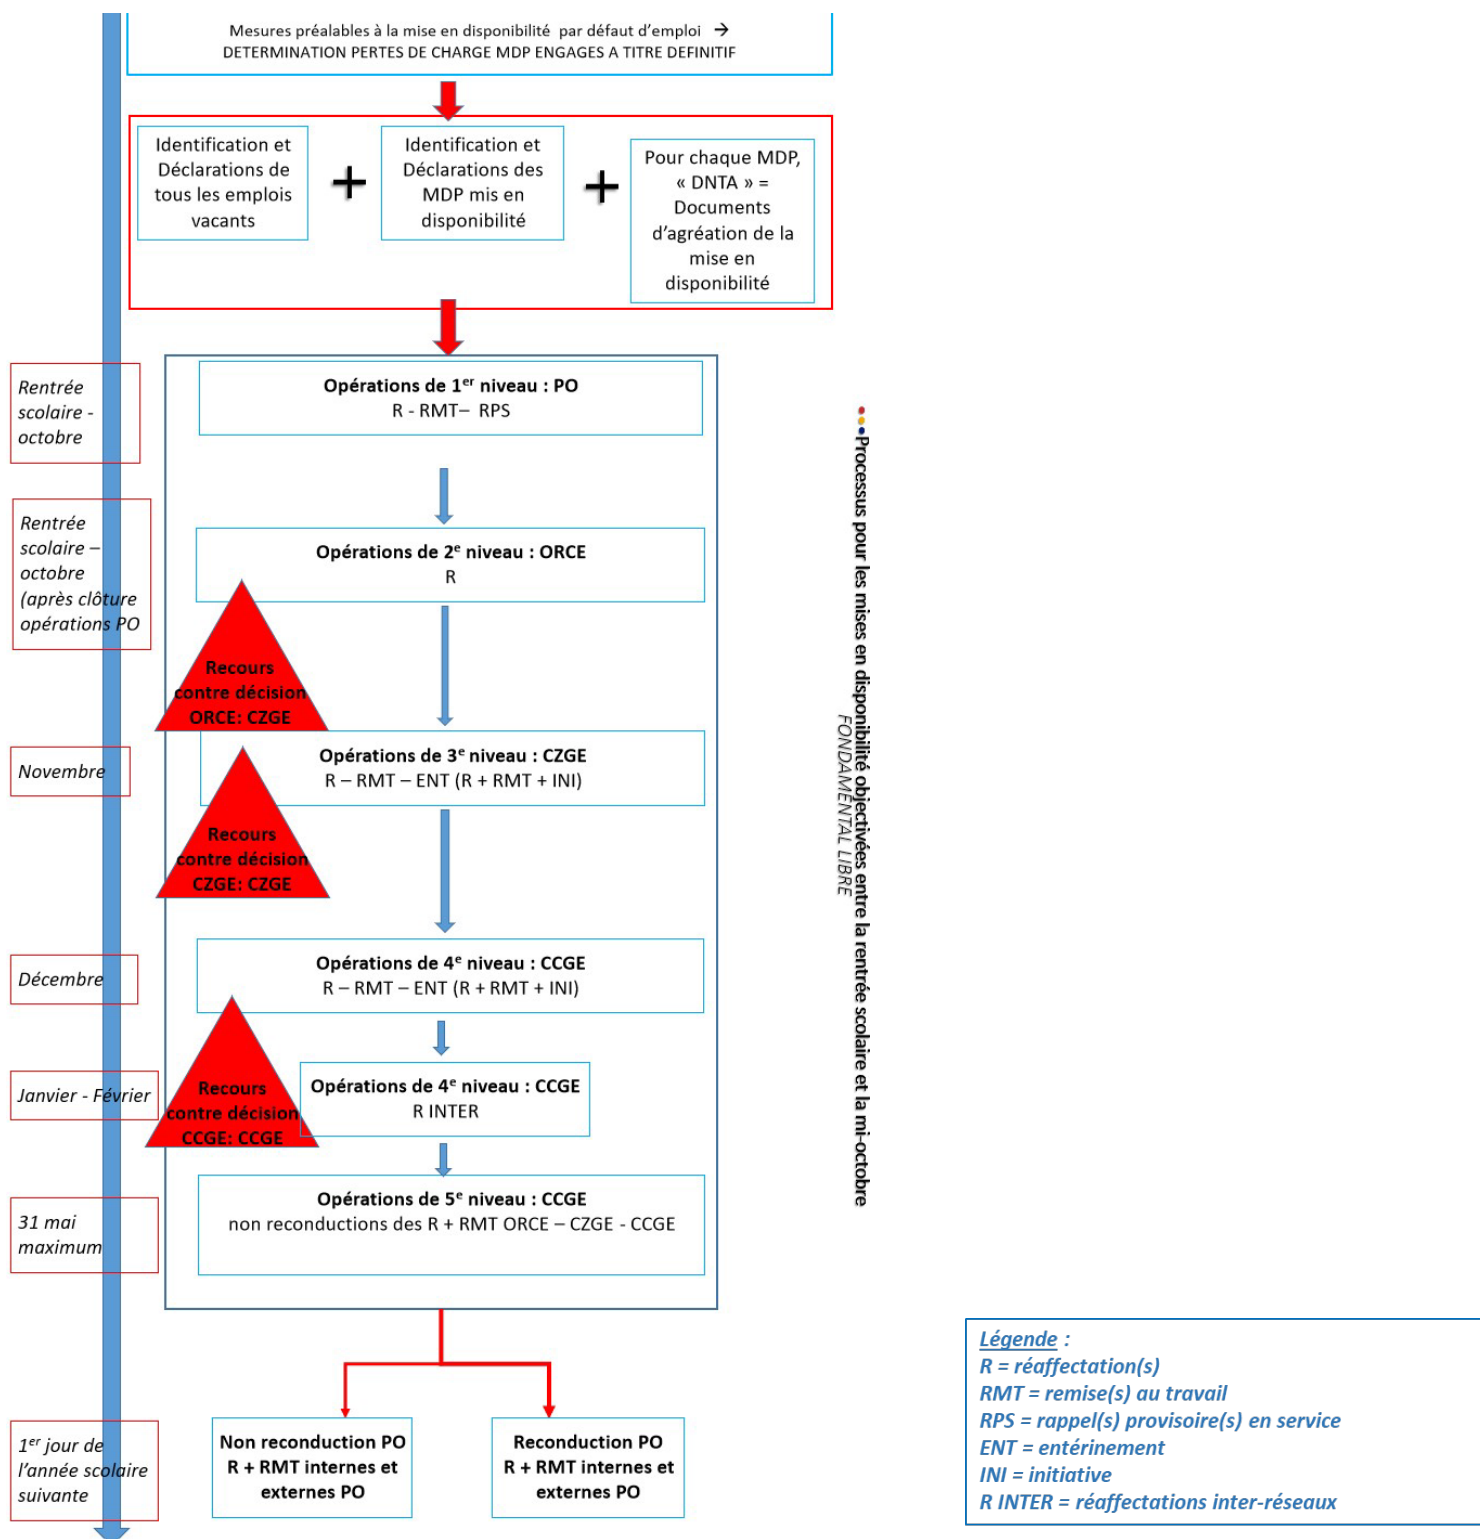 Mesures préalables à la mise en disponibilité par défaut d'emploi →
DETERMINATION PERTES DE CHARGE MDP ENGAGES A TITRE DEFINITIF
Identification et
Déclarations de
tous les emplois
vacants
+
Identification et
Déclarations des
MDP mis en
disponibilité
+
Pour chaque MDP,
« DNTA » =
Documents
d'agréation de la
mise en
disponibilité
Rentrée
scolaire -
octobre
Opérations de 1er niveau : PO
R - RMT– RPS
Rentrée
scolaire –
octobre
(après clôture
opérations PO
Opérations de 2e niveau : ORCE
R
Recours
contre décision
ORCE: CZGE
Novembre
Opérations de 3e niveau : CZGE
R – RMT – ENT (R + RMT + INI)
Recours
contre décision
CZGE: CZGE
Décembre
Opérations de 4e niveau : CCGE
R – RMT – ENT (R + RMT + INI)
Janvier - Février
Recours
contre décision
CCGE: CCGE
Opérations de 4e niveau : CCGE
R INTER
31 mai
maximum
Opérations de 5e niveau : CCGE
non reconductions des R + RMT ORCE – CZGE - CCGE
1er jour de
l'année scolaire
suivante
Non reconduction PO
R + RMT internes et
externes PO
Reconduction PO
R + RMT internes et
externes PO
Processus pour les mises en disponibilité objectivées entre la rentrée scolaire et la mi-octobre
FONDAMENTAL LIBRE
Légende :
R = réaffectation(s)
RMT = remise(s) au travail
RPS = rappel(s) provisoire(s) en service
ENT = entérinement
INI = initiative
R INTER = réaffectations inter-réseaux